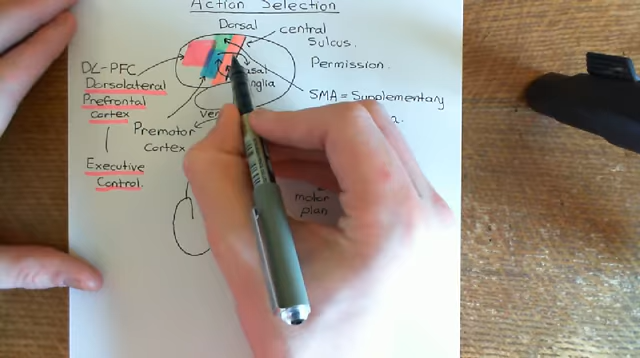 Action Selection
Dorsal
central
Sulcus.
Permission.
DL-PFC
Dorsolateral
Prefrontal
cortex
SMA = Supplementary
Premotor
Cortex
Executive
Control.
motor
plan